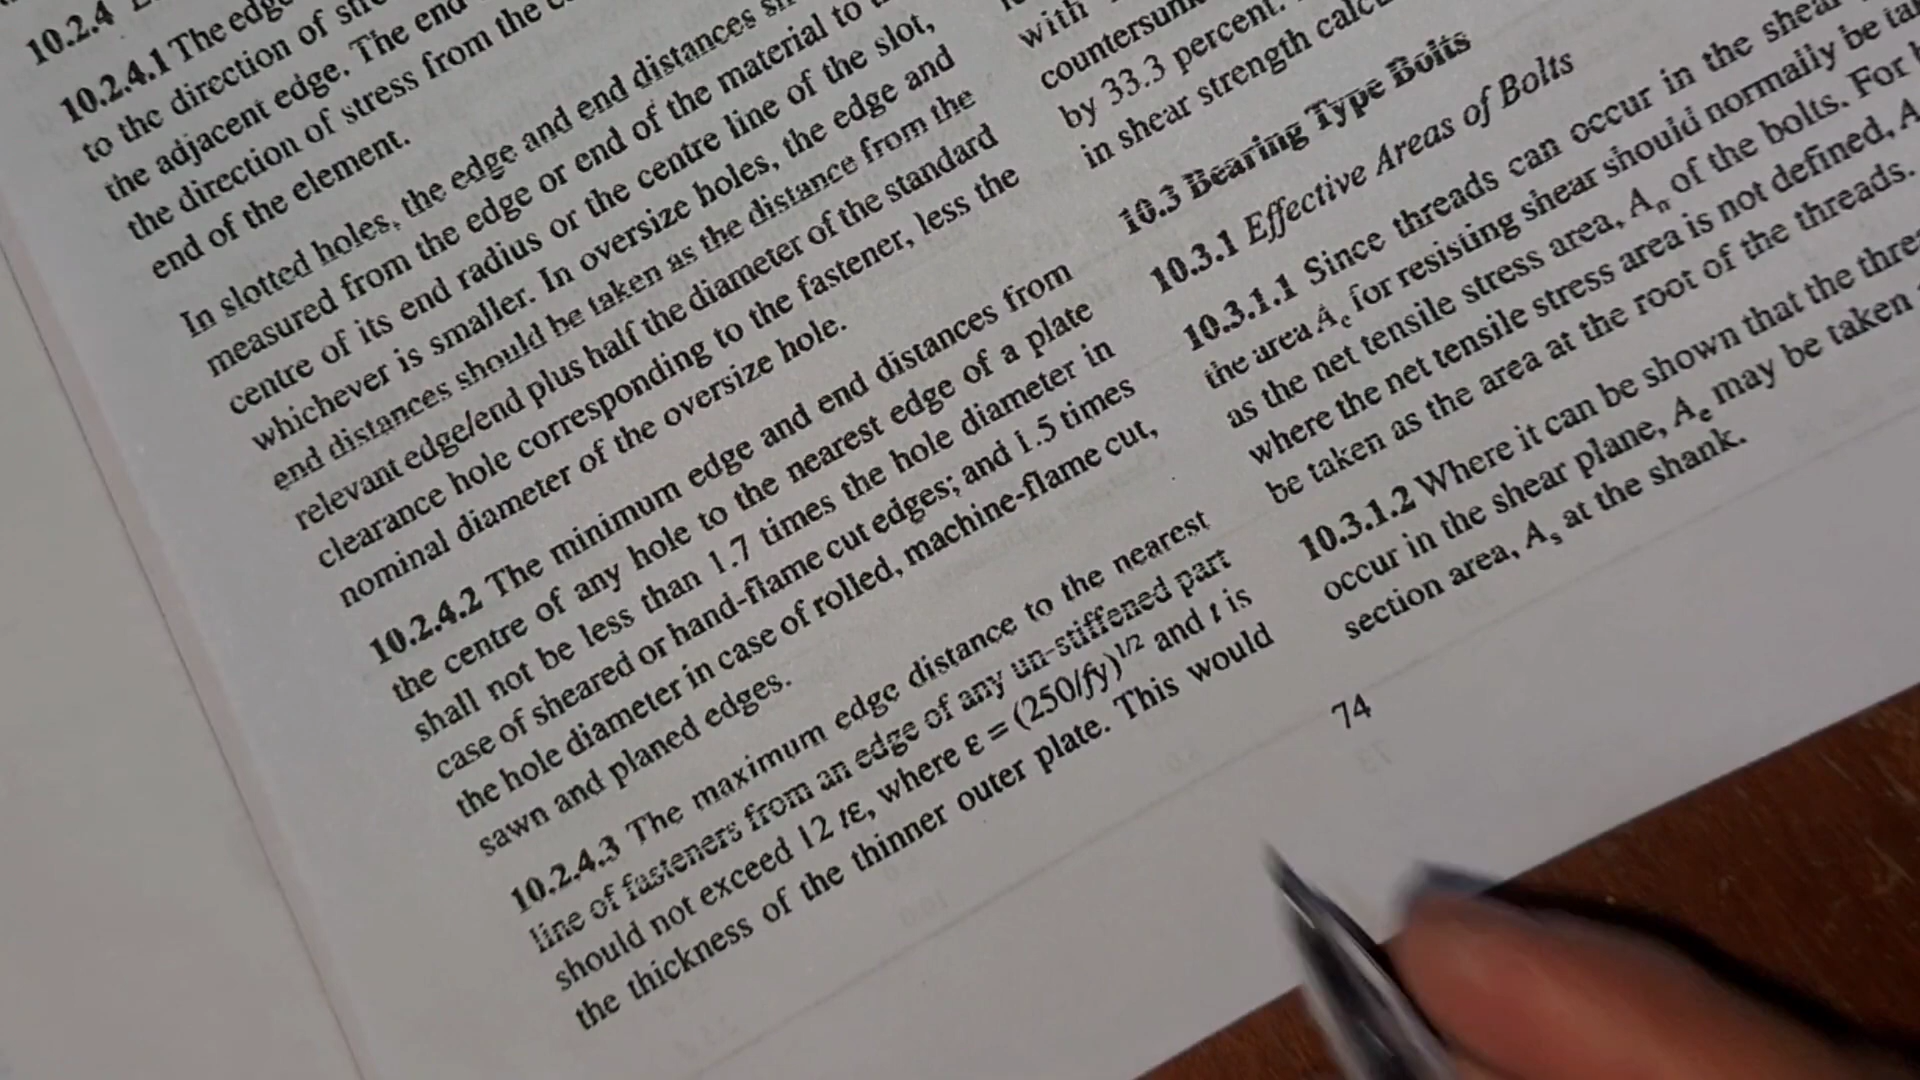 10.2.4
10.2.4.1 The edge
to the direction of
the adjacent edge. The end
the direction of stress from the
end of the element.
In slotted holes, the edge and end distances
measured from the edge or end of the material to
centre of its end radius or the centre line of the slot,
whichever is smaller. In oversize holes, the edge and
end distances should be taken as the distance from the
relevant edge/end plus half the diameter of the standard
clearance hole corresponding to the fastener, less the
nominal diameter of the oversize hole.
10.2.4.2 The minimum edge and end distances from
the centre of any hole to the nearest edge of a plate
shall not be less than 1.7 times the hole diameter in
case of sheared or hand-flame cut edges; and 1.5 times
the hole diameter in case of rolled, machine-flame cut,
sawn and planed edges.
10.2.4.3 The maximum edge distance to the nearest
line of fasteners from an edge of any un-stiffened part
should not exceed 12 tε, where ε = (250/fy)^1/2 and t is
the thickness of the thinner outer plate. This would
with
by 33.3 percent.
in shear strength
10.3 Bearing Type Bolts
10.3.1 Effective Areas of Bolts
10.3.1.1 Since threads can occur in the shear
the area Ae for resisting shear should normally be
as the net tensile stress area, An of the bolts. For
where the net tensile stress area is not defined,
be taken as the area at the root of the threads.
10.3.1.2 Where it can be shown that the
occur in the shear plane, Ae may be taken
section area, As at the shank.
74